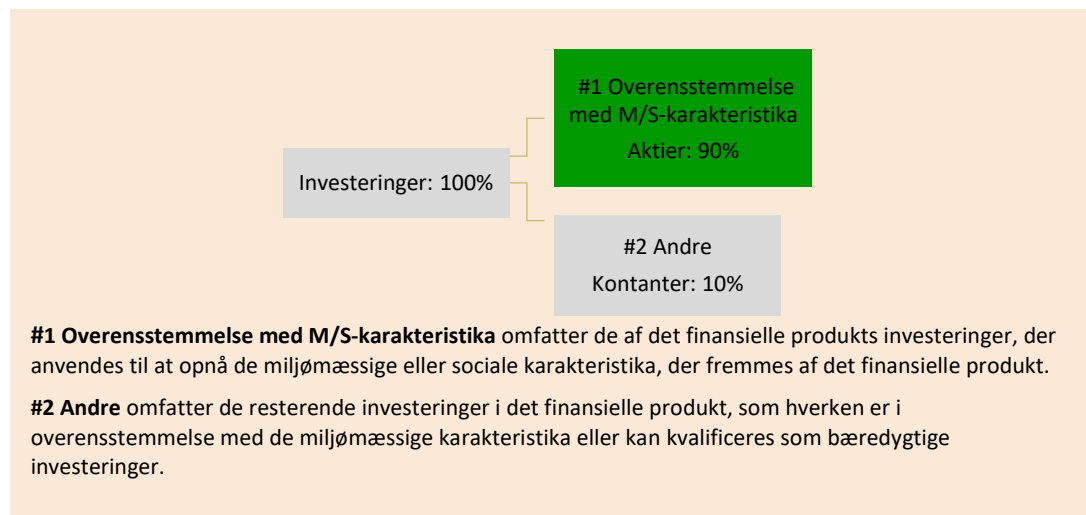 #1 Overensstemmelse
med M/S-karakteristika
Aktier: 90%
Investeringer: 100%
#2 Andre
Kontanter: 10%
#1 Overensstemmelse med M/S-karakteristika omfatter de af det finansielle produkts investeringer, der
anvendes til at opnå de miljømæssige eller sociale karakteristika, der fremmes af det finansielle produkt.
#2 Andre omfatter de resterende investeringer i det finansielle produkt, som hverken er i
overensstemmelse med de miljømæssige karakteristika eller kan kvalificeres som bæredygtige
investeringer.